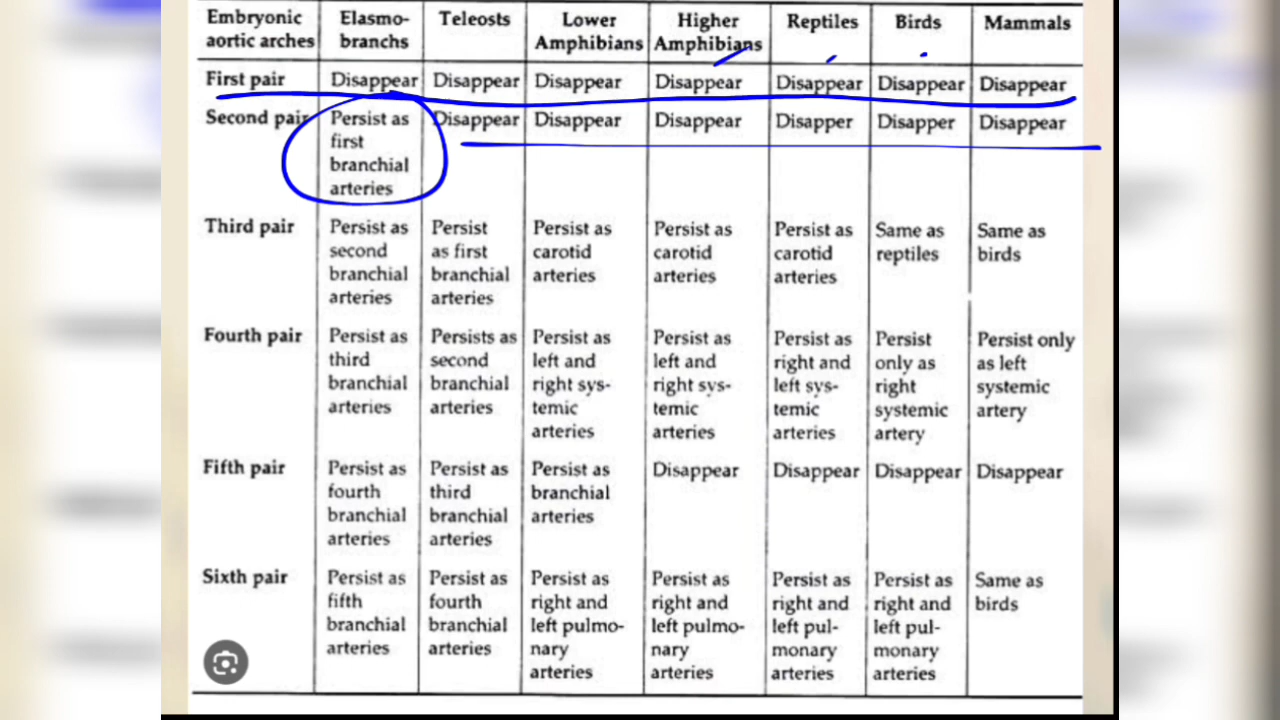 Embryonic aortic arches | Elasmo-branchs | Teleosts | Lower Amphibians | Higher Amphibians | Reptiles | Birds | Mammals
First pair | Disappear | Disappear | Disappear | Disappear | Disappear | Disappear | Disappear
Second pair | Persist as first branchial arteries | Disappear | Disappear | Disappear | Disapper | Disapper | Disappear
Third pair | Persist as second branchial arteries | Persist as first branchial arteries | Persist as carotid arteries | Persist as carotid arteries | Persist as carotid arteries | Same as reptiles | Same as birds
Fourth pair | Persist as third branchial arteries | Persists as second branchial arteries | Persist as left and right sys-temic arteries | Persist as left and right sys-temic arteries | Persist as right and left sys-temic arteries | Persist only as right systemic artery | Persist only as left systemic artery
Fifth pair | Persist as fourth branchial arteries | Persist as third branchial arteries | Persist as branchial arteries | Disappear | Disappear | Disappear | Disappear
Sixth pair | Persist as fifth branchial arteries | Persist as fourth branchial arteries | Persist as right and left pulmo-nary arteries | Persist as right and left pulmo-nary arteries | Persist as right and left pul-monary arteries | Persist as right and left pul-monary arteries | Same as birds